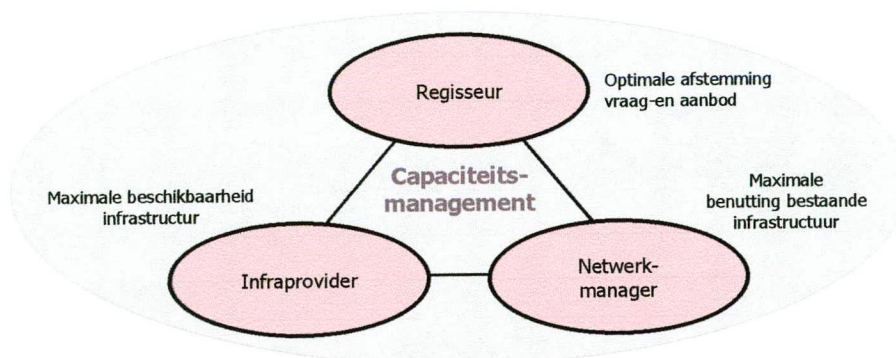 Regisseur
Optimale afstemming
vraag-en aanbod
Capaciteits-
management
Maximale beschikbaarheid
infrastructur
Maximale
benutting bestaande
infrastructuur
Infraprovider
Netwerk-
manager